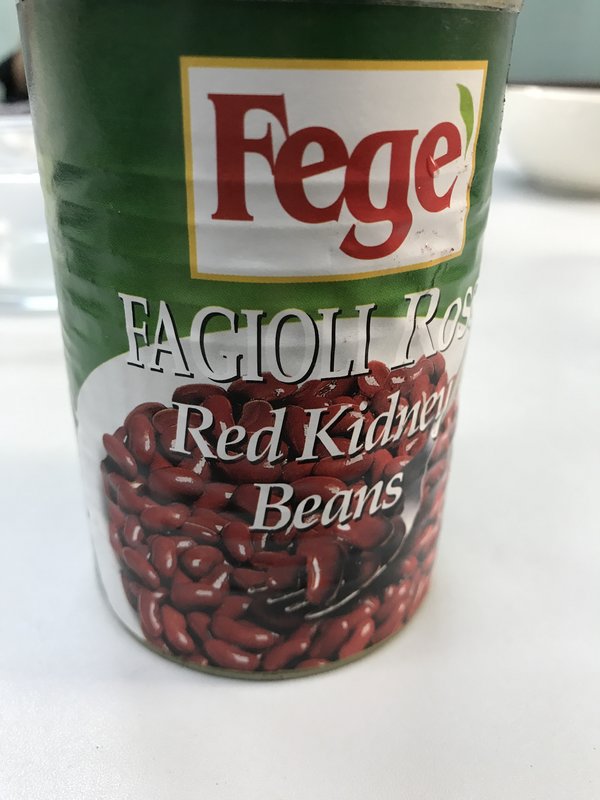 Fege
FAGIOLI
Red Kidney
Beans